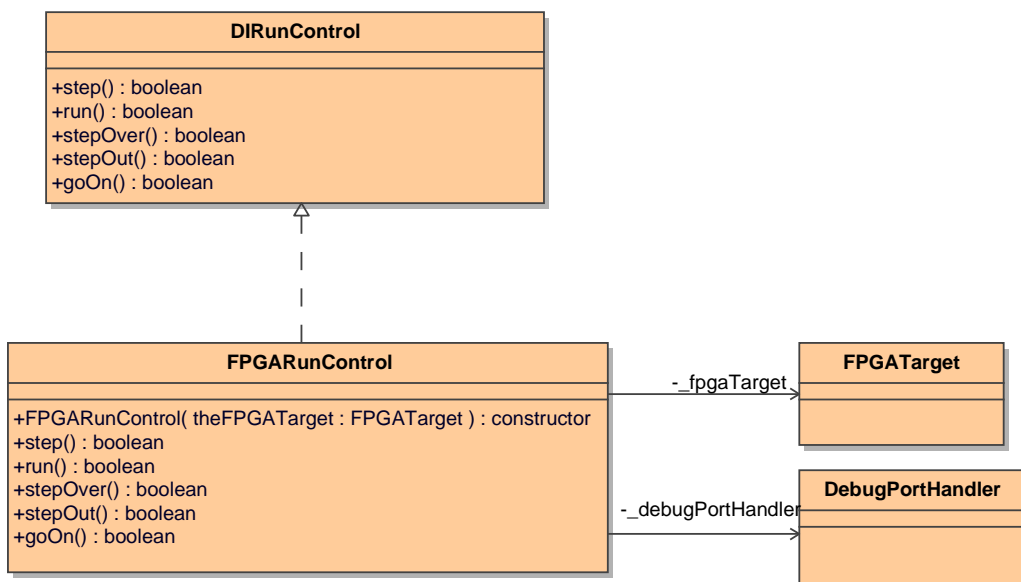 DIRunControl
+step() : boolean
+run() : boolean
+stepOver() : boolean
+stepOut() : boolean
+goOn() : boolean
FPGARunControl
+FPGARunControl( theFPGATarget : FPGATarget ) : constructor
+step() : boolean
+run() : boolean
+stepOver() : boolean
+stepOut() : boolean
+goOn() : boolean
-_fpgaTarget
FPGATarget
-_debugPortHandler
DebugPortHandler